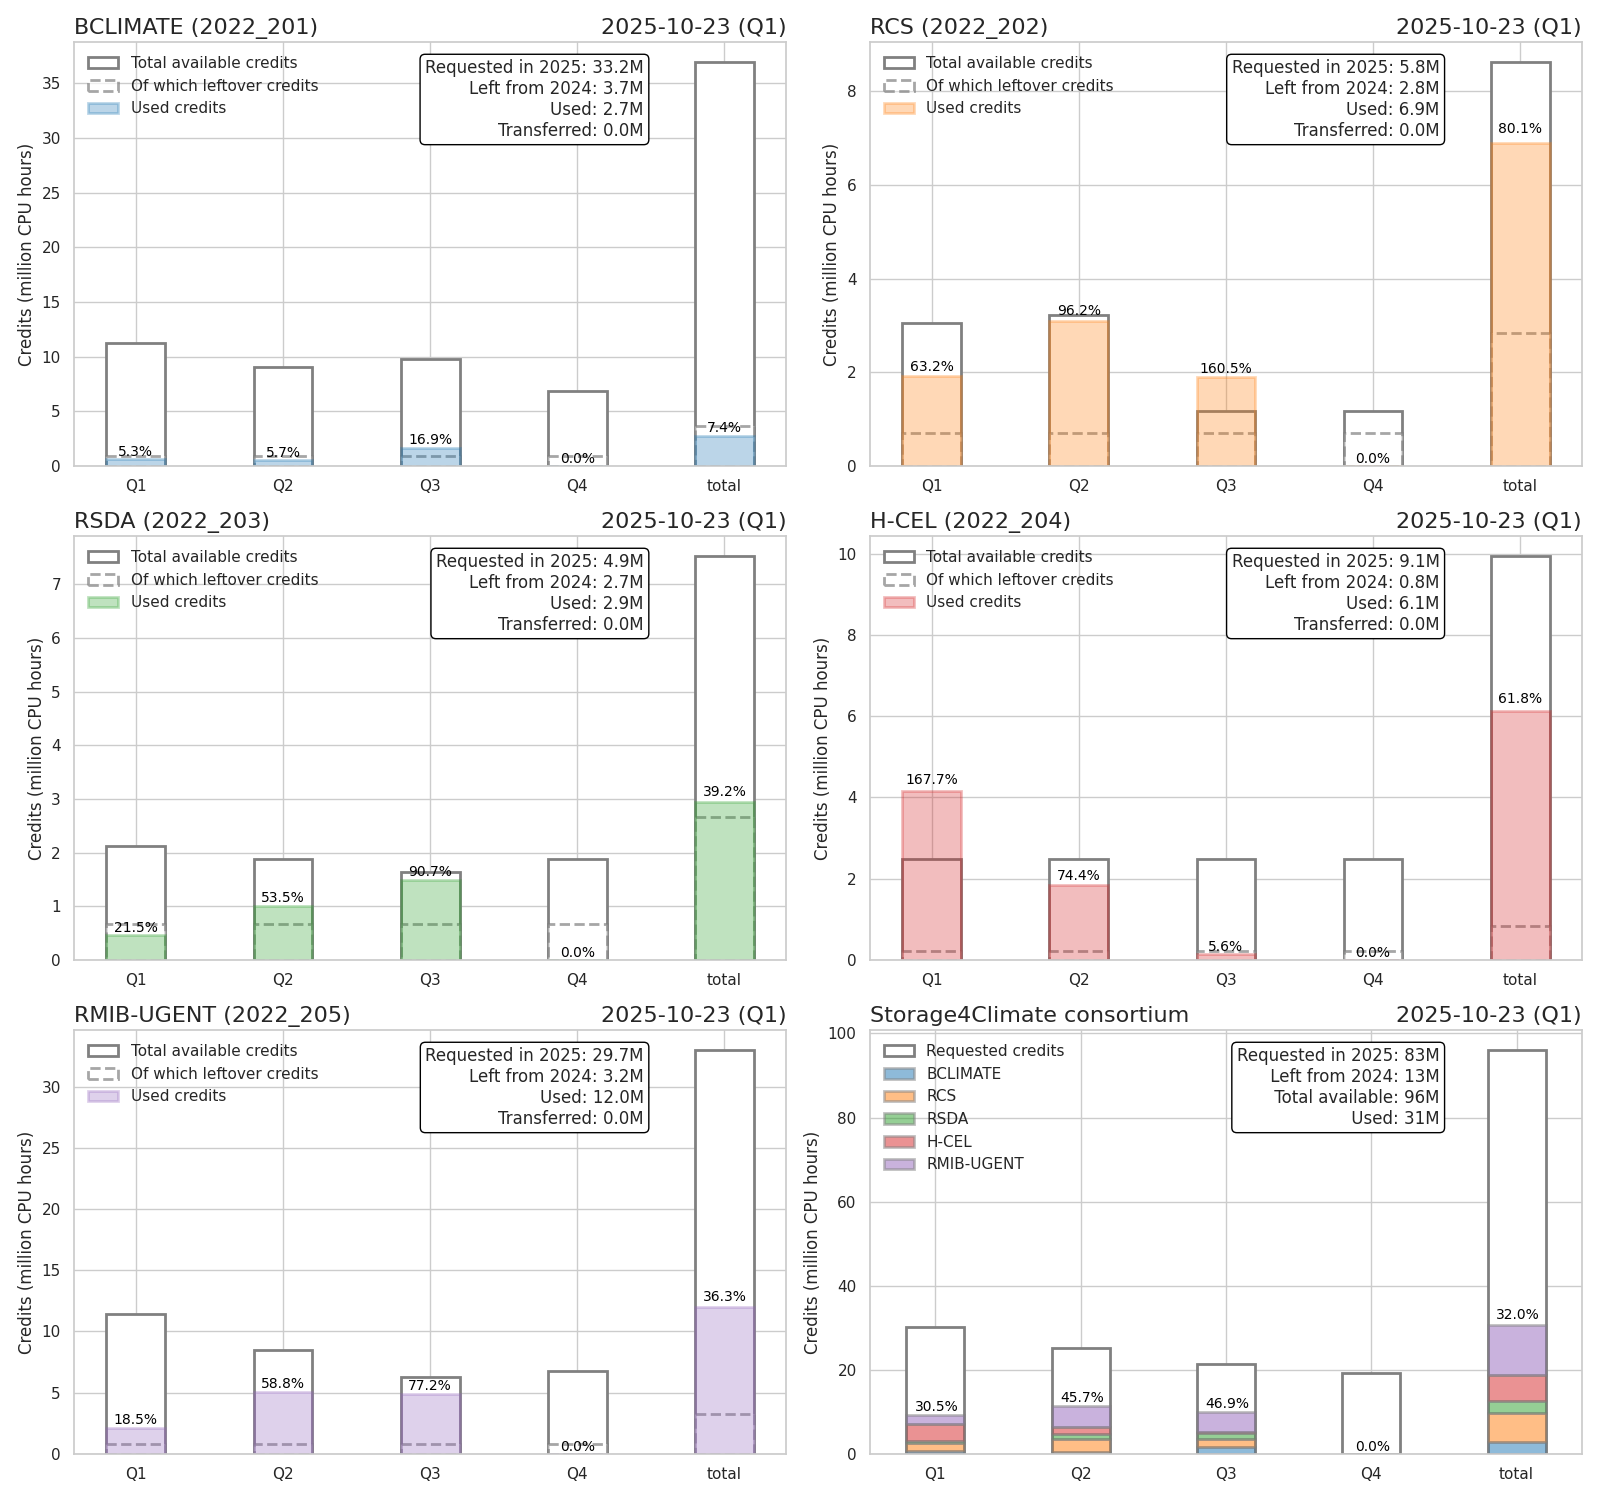 BCLIMATE (2022_201) 2025-10-23 (Q1)
Total available credits
Of which leftover credits
Used credits
Requested in 2025: 33.2M
Left from 2024: 3.7M
Used: 2.7M
Transferred: 0.0M
Credits (million CPU hours)
35
30
25
20
15
10
5
0
5.3%
5.7%
16.9%
0.0%
7.4%
Q1 Q2 Q3 Q4 total
RCS (2022_202) 2025-10-23 (Q1)
Total available credits
Of which leftover credits
Used credits
Requested in 2025: 5.8M
Left from 2024: 2.8M
Used: 6.9M
Transferred: 0.0M
Credits (million CPU hours)
8
6
4
2
0
63.2%
96.2%
160.5%
0.0%
80.1%
Q1 Q2 Q3 Q4 total
RSDA (2022_203) 2025-10-23 (Q1)
Total available credits
Of which leftover credits
Used credits
Requested in 2025: 4.9M
Left from 2024: 2.7M
Used: 2.9M
Transferred: 0.0M
Credits (million CPU hours)
7
6
5
4
3
2
1
0
21.5%
53.5%
90.7%
0.0%
39.2%
Q1 Q2 Q3 Q4 total
H-CEL (2022_204) 2025-10-23 (Q1)
Total available credits
Of which leftover credits
Used credits
Requested in 2025: 9.1M
Left from 2024: 0.8M
Used: 6.1M
Transferred: 0.0M
Credits (million CPU hours)
10
8
6
4
2
0
167.7%
74.4%
5.6%
0.0%
61.8%
Q1 Q2 Q3 Q4 total
RMIB-UGENT (2022_205) 2025-10-23 (Q1)
Total available credits
Of which leftover credits
Used credits
Requested in 2025: 29.7M
Left from 2024: 3.2M
Used: 12.0M
Transferred: 0.0M
Credits (million CPU hours)
30
25
20
15
10
5
0
18.5%
58.8%
77.2%
0.0%
36.3%
Q1 Q2 Q3 Q4 total
Storage4Climate consortium 2025-10-23 (Q1)
Requested credits
BCLIMATE
RCS
RSDA
H-CEL
RMIB-UGENT
Requested in 2025: 83M
Left from 2024: 13M
Total available: 96M
Used: 31M
Credits (million CPU hours)
100
80
60
40
20
0
30.5%
45.7%
46.9%
0.0%
32.0%
Q1 Q2 Q3 Q4 total